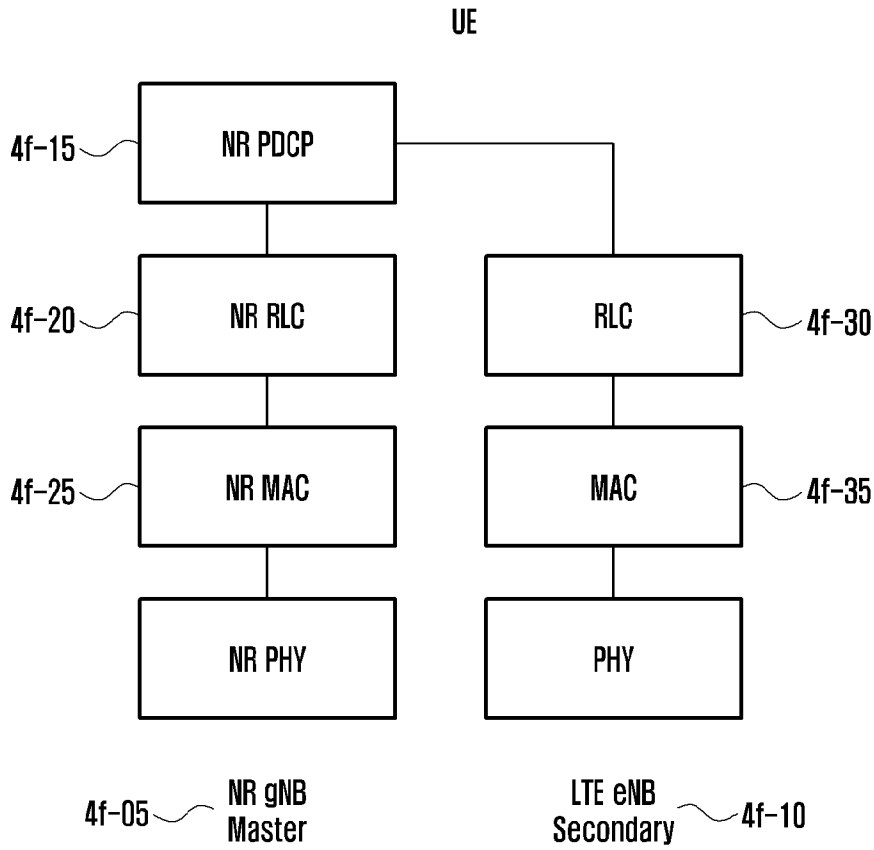 UE
4f-15
NR PDCP
4f-20
NR RLC
RLC
4f-30
4f-25
NR MAC
MAC
4f-35
NR PHY
PHY
4f-05
NR gNB
Master
LTE eNB
Secondary
4f-10